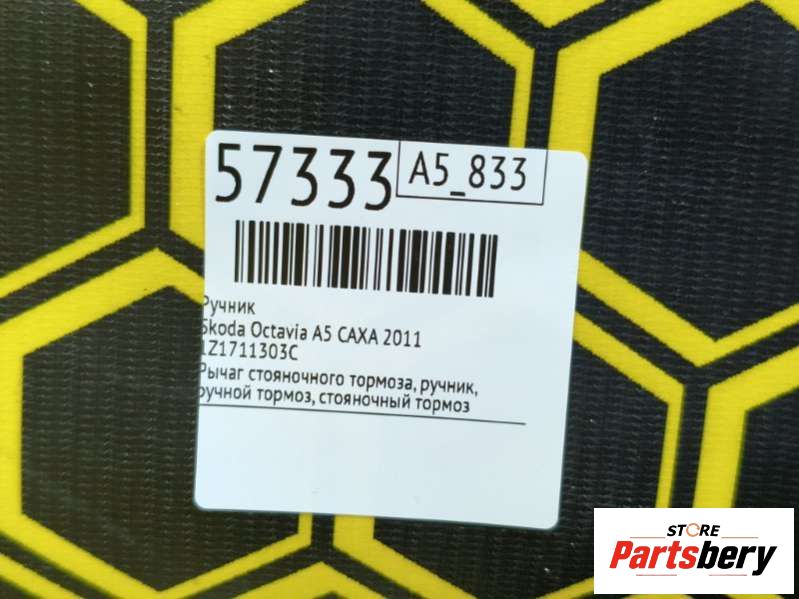 57333
A5_833
Ручник
Skoda Octavia A5 CAXA 2011
1Z1711303C
Рычаг стояночного тормоза, ручник,
ручной тормоз, стояночный тормоз
STORE
Partsbery